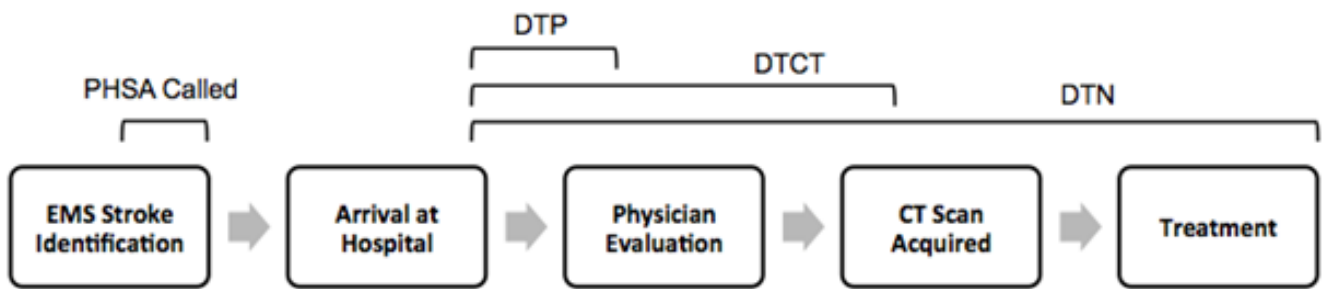 DTP
DTCT
PHSA Called
DTN
EMS Stroke
Identification
Arrival at
Hospital
Physician
Evaluation
CT Scan
Acquired
Treatment